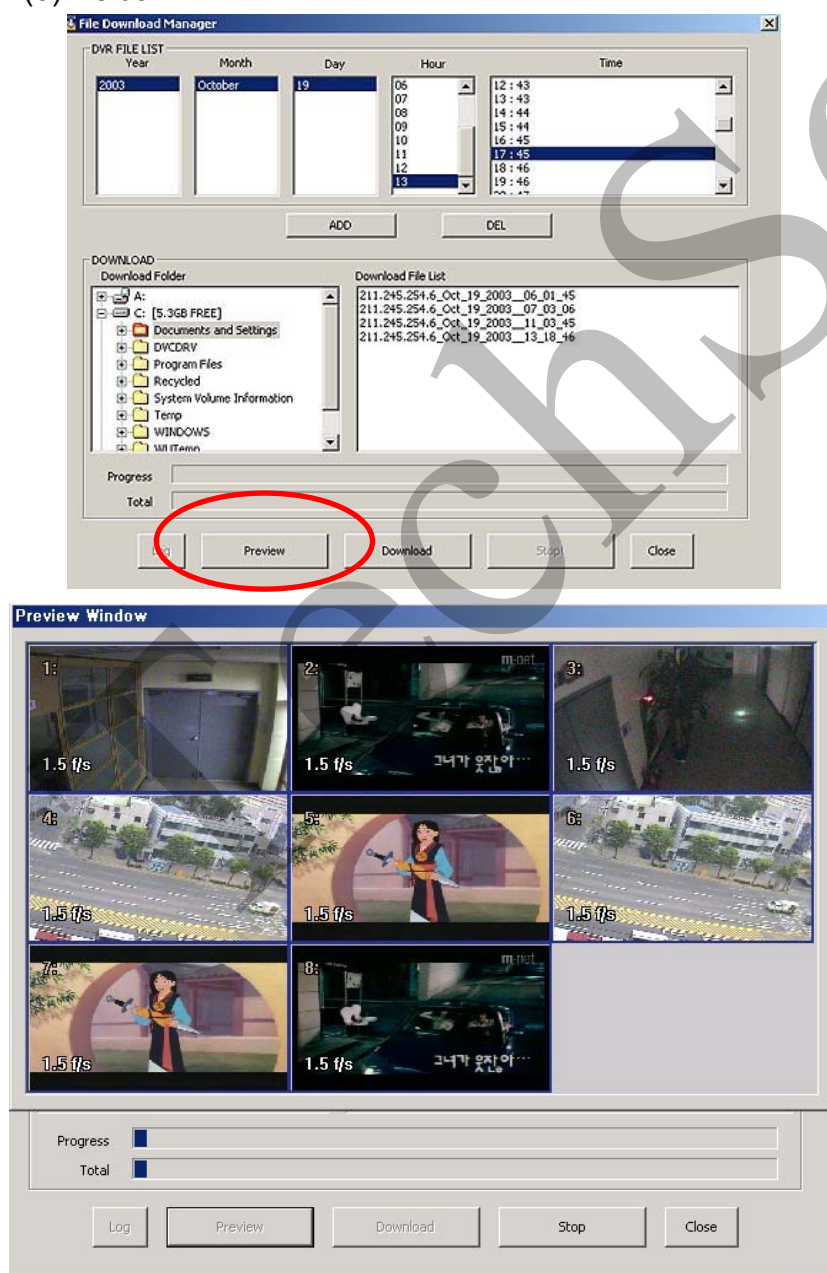 File Download Manager
DVR FILE LIST
Year Month Day Hour Time
2003 October 19 06 12 : 43
07 13 : 43
08 14 : 44
09 15 : 44
10 16 : 45
11 17 : 45
12 18 : 46
13 19 : 46
ADD DEL
DOWNLOAD
Download Folder Download File List
A: 211.245.254.6_Oct_19_2003__06_01_45
C: [5.3GB FREE] 211.245.254.6_Oct_19_2003__07_03_06
Documents and Settings 211.245.254.6_Oct_19_2003__11_03_45
DVCDRV 211.245.254.6_Oct_19_2003__13_18_46
Program Files
Recycled
System Volume Information
Temp
WINDOWS
WUTemp
Progress
Total
Log Preview Download Stop! Close
Preview Window
1: 2: m·net 3:
1.5 f/s 1.5 f/s 그녀가 웃잖아… 1.5 f/s
4: 5: 6:
1.5 f/s 1.5 f/s 1.5 f/s
7: 8: m·net
1.5 f/s 1.5 f/s 그녀가 웃잖아…
Progress
Total
Log Preview Download Stop Close